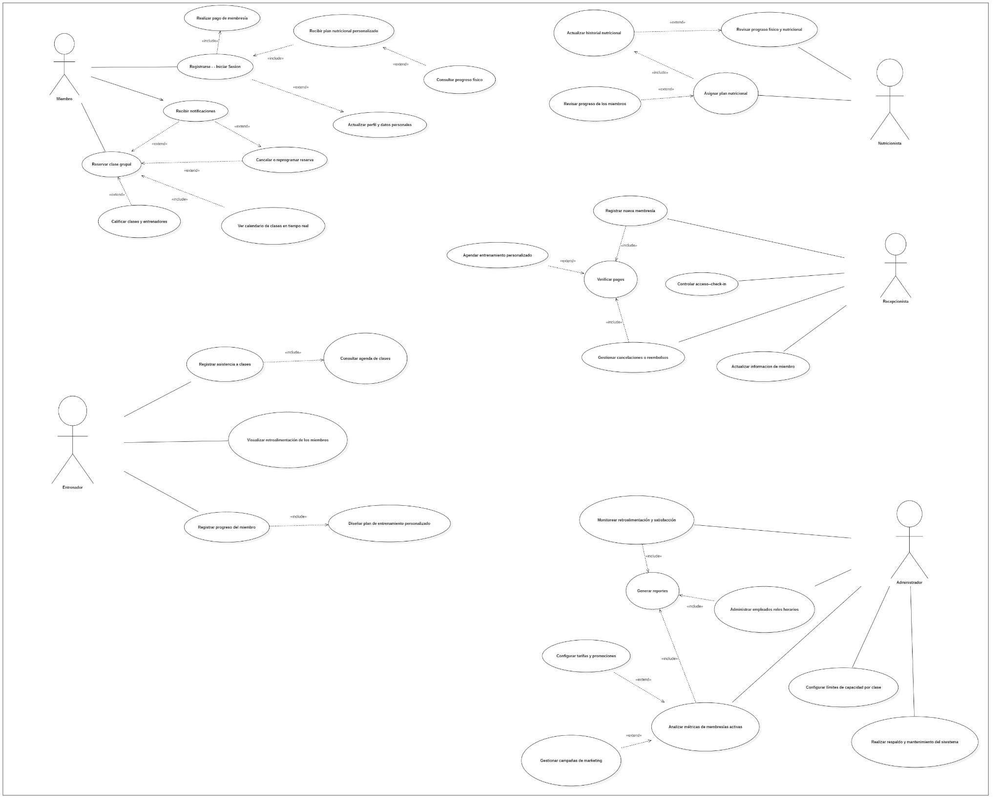 Realizar pago de membresía
«include»
Recibir plan nutricional personalizado
Registrarse - - Iniciar Sesion
«include»
«extend»
Consultar progreso físico
«extend»
Miembro
Recibir notificaciones
Actualizar perfil y datos personales
«extend»
«extend»
Reservar clase grupal
Cancelar o reprogramar reserva
«extend»
«extend»
«include»
Calificar clases y entrenadores
Ver calendario de clases en tiempo real
Actualizar historial nutricional
«extend»
Revisar prograso fisico y nutricional
«include»
«extend»
Asignar plan nutricional
Revisar progreso de los miembros
Nutricionista
Registrar nueva membresía
«include»
Agendar entrenamiento personalizado
«extend»
Verificar pagos
Controlar acceso--check-in
Recepcionista
«include»
Gestionar cancelaciones o reembolsos
Actualizar informacion de miembro
Registrar asistencia a clases
«include»
Consultar agenda de clases
Visualizar retroalimentación de los miembros
Entrenador
Registrar progreso del miembro
«include»
Diseñar plan de entrenamiento personalizado
Monitorear retroalimentación y satisfacción
«include»
Administrador
Generar reportes
«include»
Administrar empleados roles horarios
Configurar tarifas y promociones
«include»
«extend»
Configurar límites de capacidad por clase
Analizar métricas de membresías activas
«extend»
Gestionar campañas de marketing
Realizar respaldo y mantenimiento del siwstema